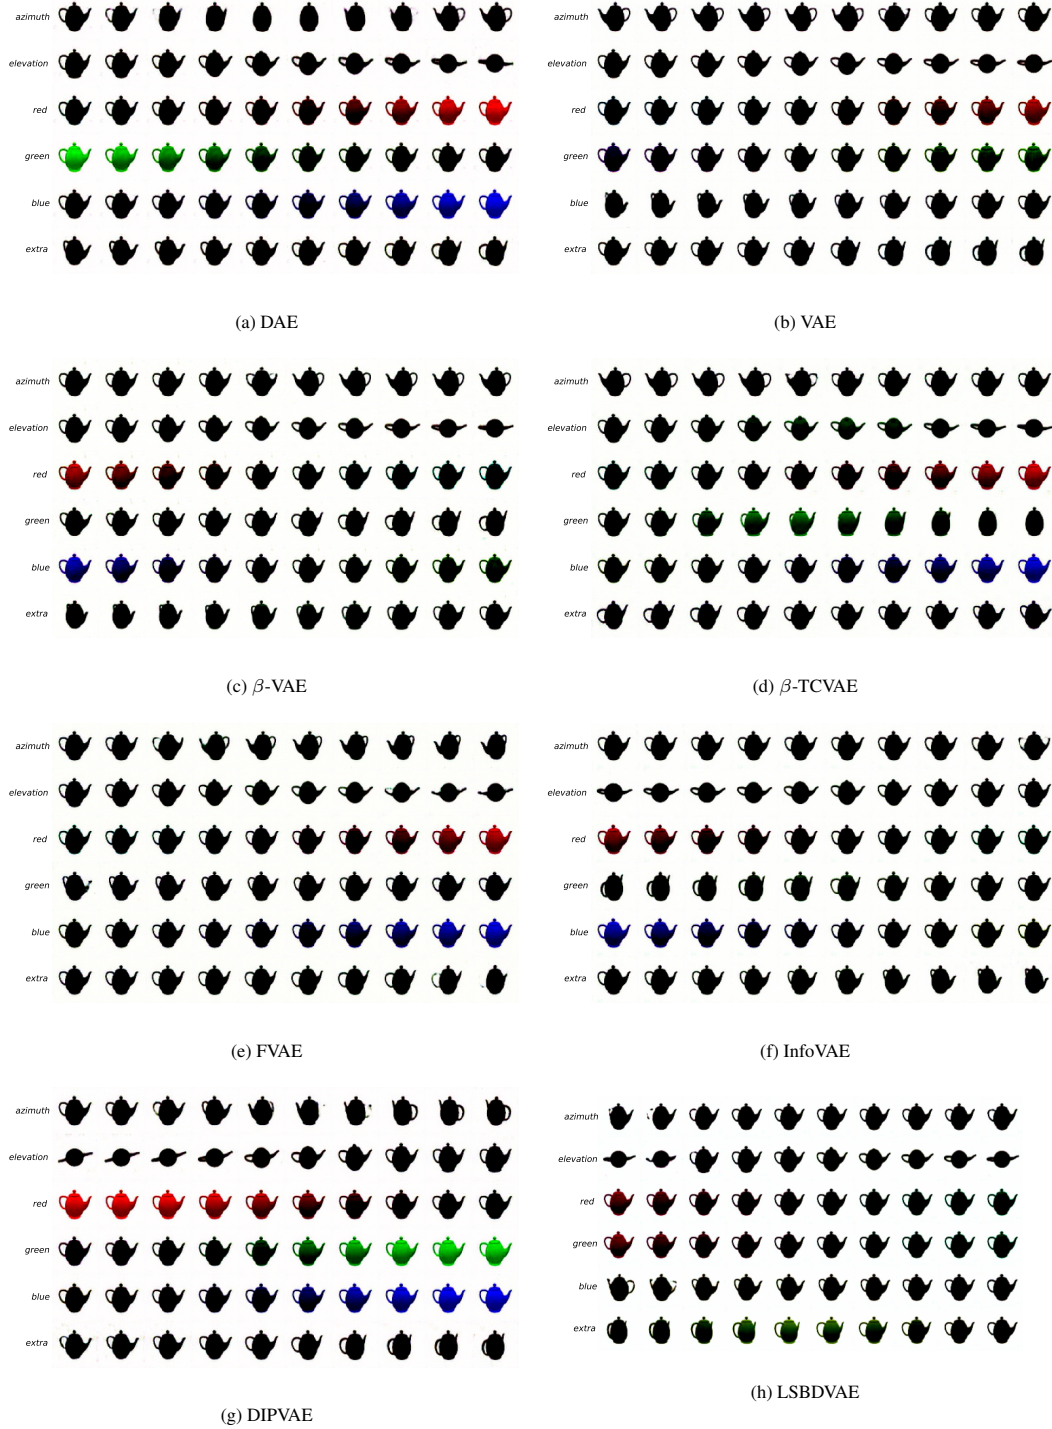 azimuth
elevation
red
green
blue
extra
(a) DAE
azimuth
elevation
red
green
blue
extra
(b) VAE
azimuth
elevation
red
green
blue
extra
(c) β-VAE
azimuth
elevation
red
green
blue
extra
(d) β-TCVAE
azimuth
elevation
red
green
blue
extra
(e) FVAE
azimuth
elevation
red
green
blue
extra
(f) InfoVAE
azimuth
elevation
red
green
blue
extra
(g) DIPVAE
azimuth
elevation
red
green
blue
extra
(h) LSBDVAE